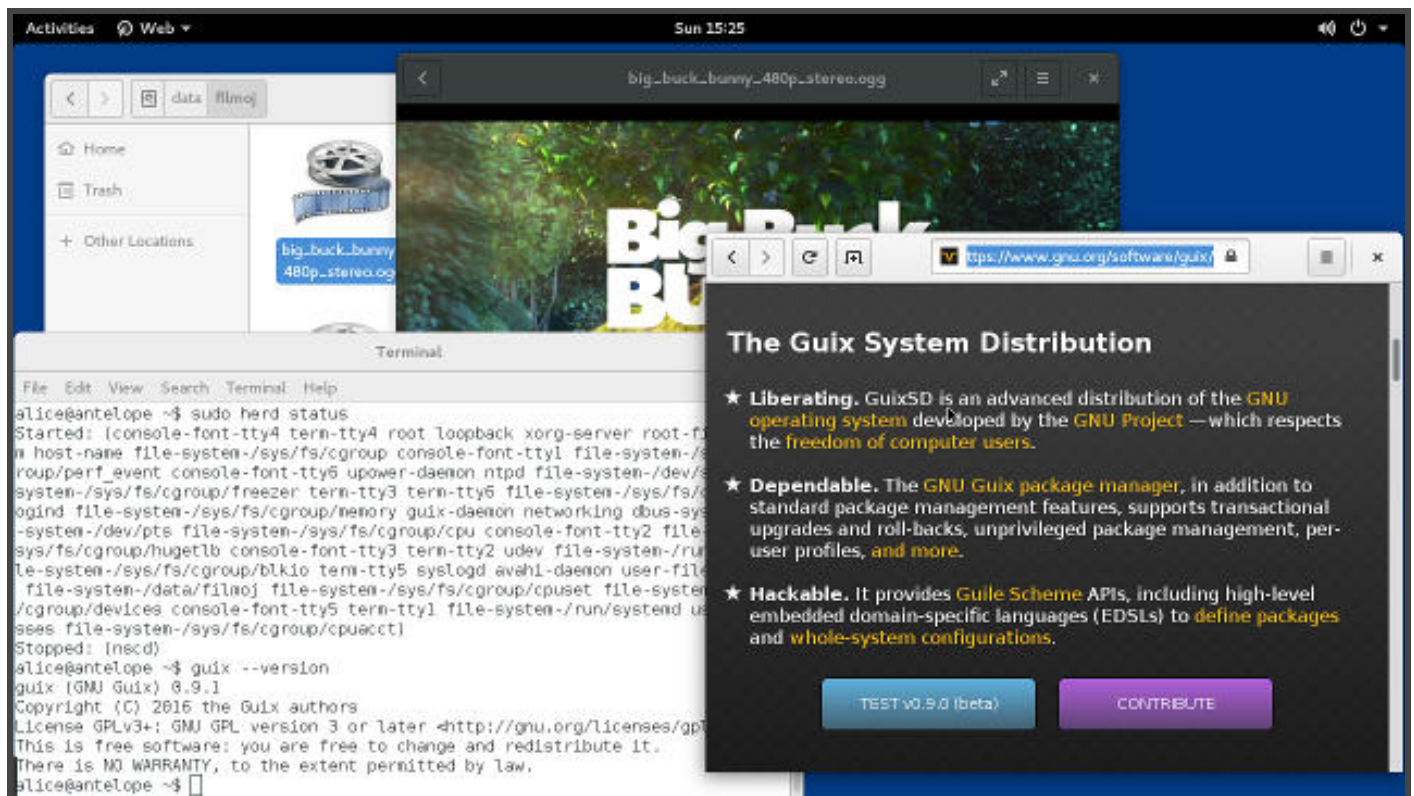 Activities Web Sun 15:25
big_buck_bunny_480p_stereo.ogg
data filmoj
Home
Trash
Other Locations
big_buck_bunny
480p_stereo.og
Big Buck
ttps://www.gnu.org/software/guix/
The Guix System Distribution
★ Liberating. GuixSD is an advanced distribution of the GNU
operating system developed by the GNU Project — which respects
the freedom of computer users.
★ Dependable. The GNU Guix package manager, in addition to
standard package management features, supports transactional
upgrades and roll-backs, unprivileged package management, per-
user profiles, and more.
★ Hackable. It provides Guile Scheme APIs, including high-level
embedded domain-specific languages (EDSLs) to define packages
and whole-system configurations.
TEST v0.9.0 (beta) CONTRIBUTE
Terminal
File Edit View Search Terminal Help
alice@antelope ~$ sudo herd status
Started: (console-font-tty4 term-tty4 root loopback xorg-server root-fi
m host-name file-system-/sys/fs/cgroup console-font-tty1 file-system-/s
roup/perf_event console-font-tty6 upower-daemon ntpd file-system-/dev/s
system-/sys/fs/cgroup/freezer term-tty3 term-tty6 file-system-/sys/fs/c
ogind file-system-/sys/fs/cgroup/memory guix-daemon networking dbus-sys
-system-/dev/pts file-system-/sys/fs/cgroup/cpu console-font-tty2 file-
sys/fs/cgroup/hugetlb console-font-tty3 term-tty2 udev file-system-/run
le-system-/sys/fs/cgroup/blkio term-tty5 syslogd avahi-daemon user-file
file-system-/data/filmoj file-system-/sys/fs/cgroup/cpuset file-system
/cgroup/devices console-font-tty5 term-tty1 file-system-/run/systemd us
sses file-system-/sys/fs/cgroup/cpuacct)
Stopped: (nscd)
alice@antelope ~$ guix --version
guix (GNU Guix) 0.9.1
Copyright (C) 2016 the Guix authors
License GPLv3+: GNU GPL version 3 or later <http://gnu.org/licenses/gpl
This is free software: you are free to change and redistribute it.
There is NO WARRANTY, to the extent permitted by law.
alice@antelope ~$